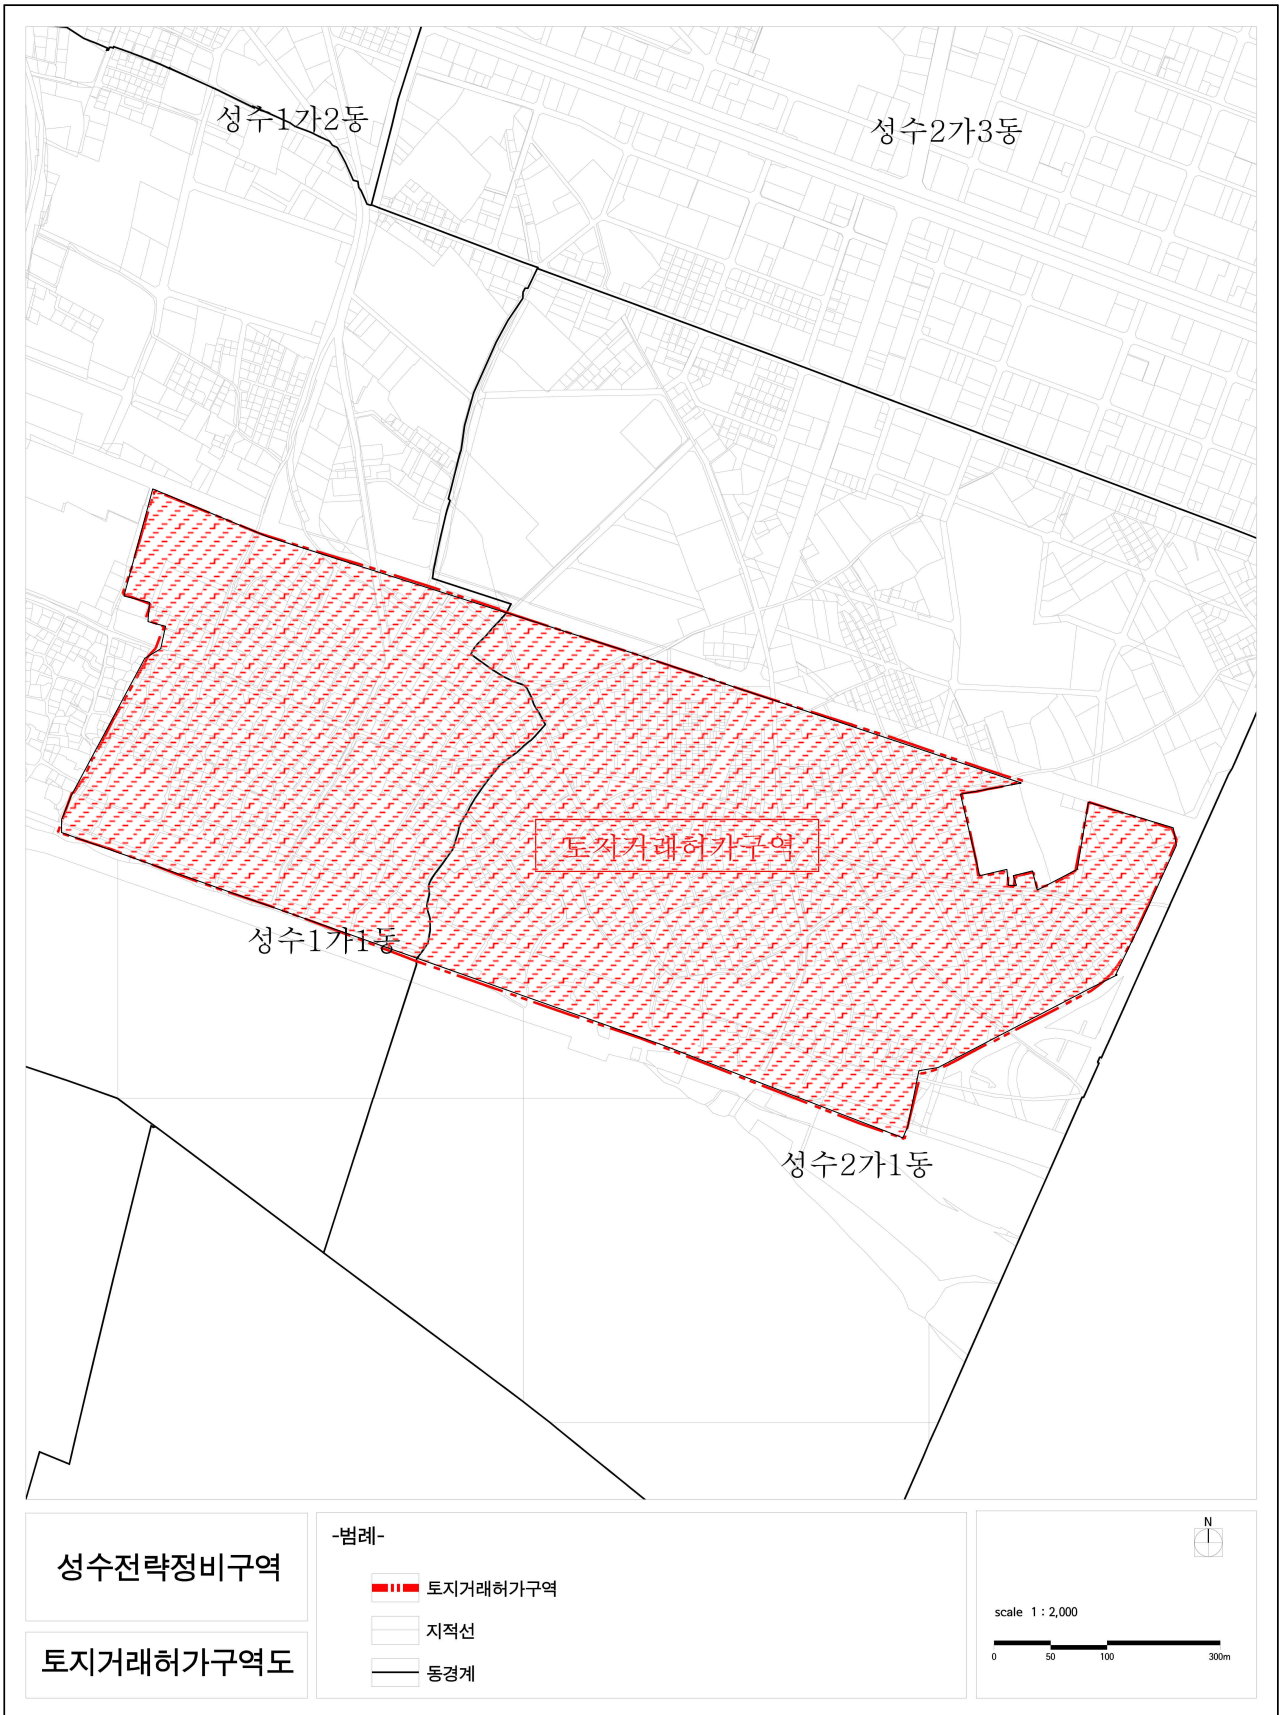 성수1가2동
성수2가3동
토지거래허가구역
성수1가1동
성수2가1동
성수전략정비구역
토지거래허가구역도
-범례-
토지거래허가구역
지적선
동경계
N
scale 1 : 2,000
0 50 100 300m